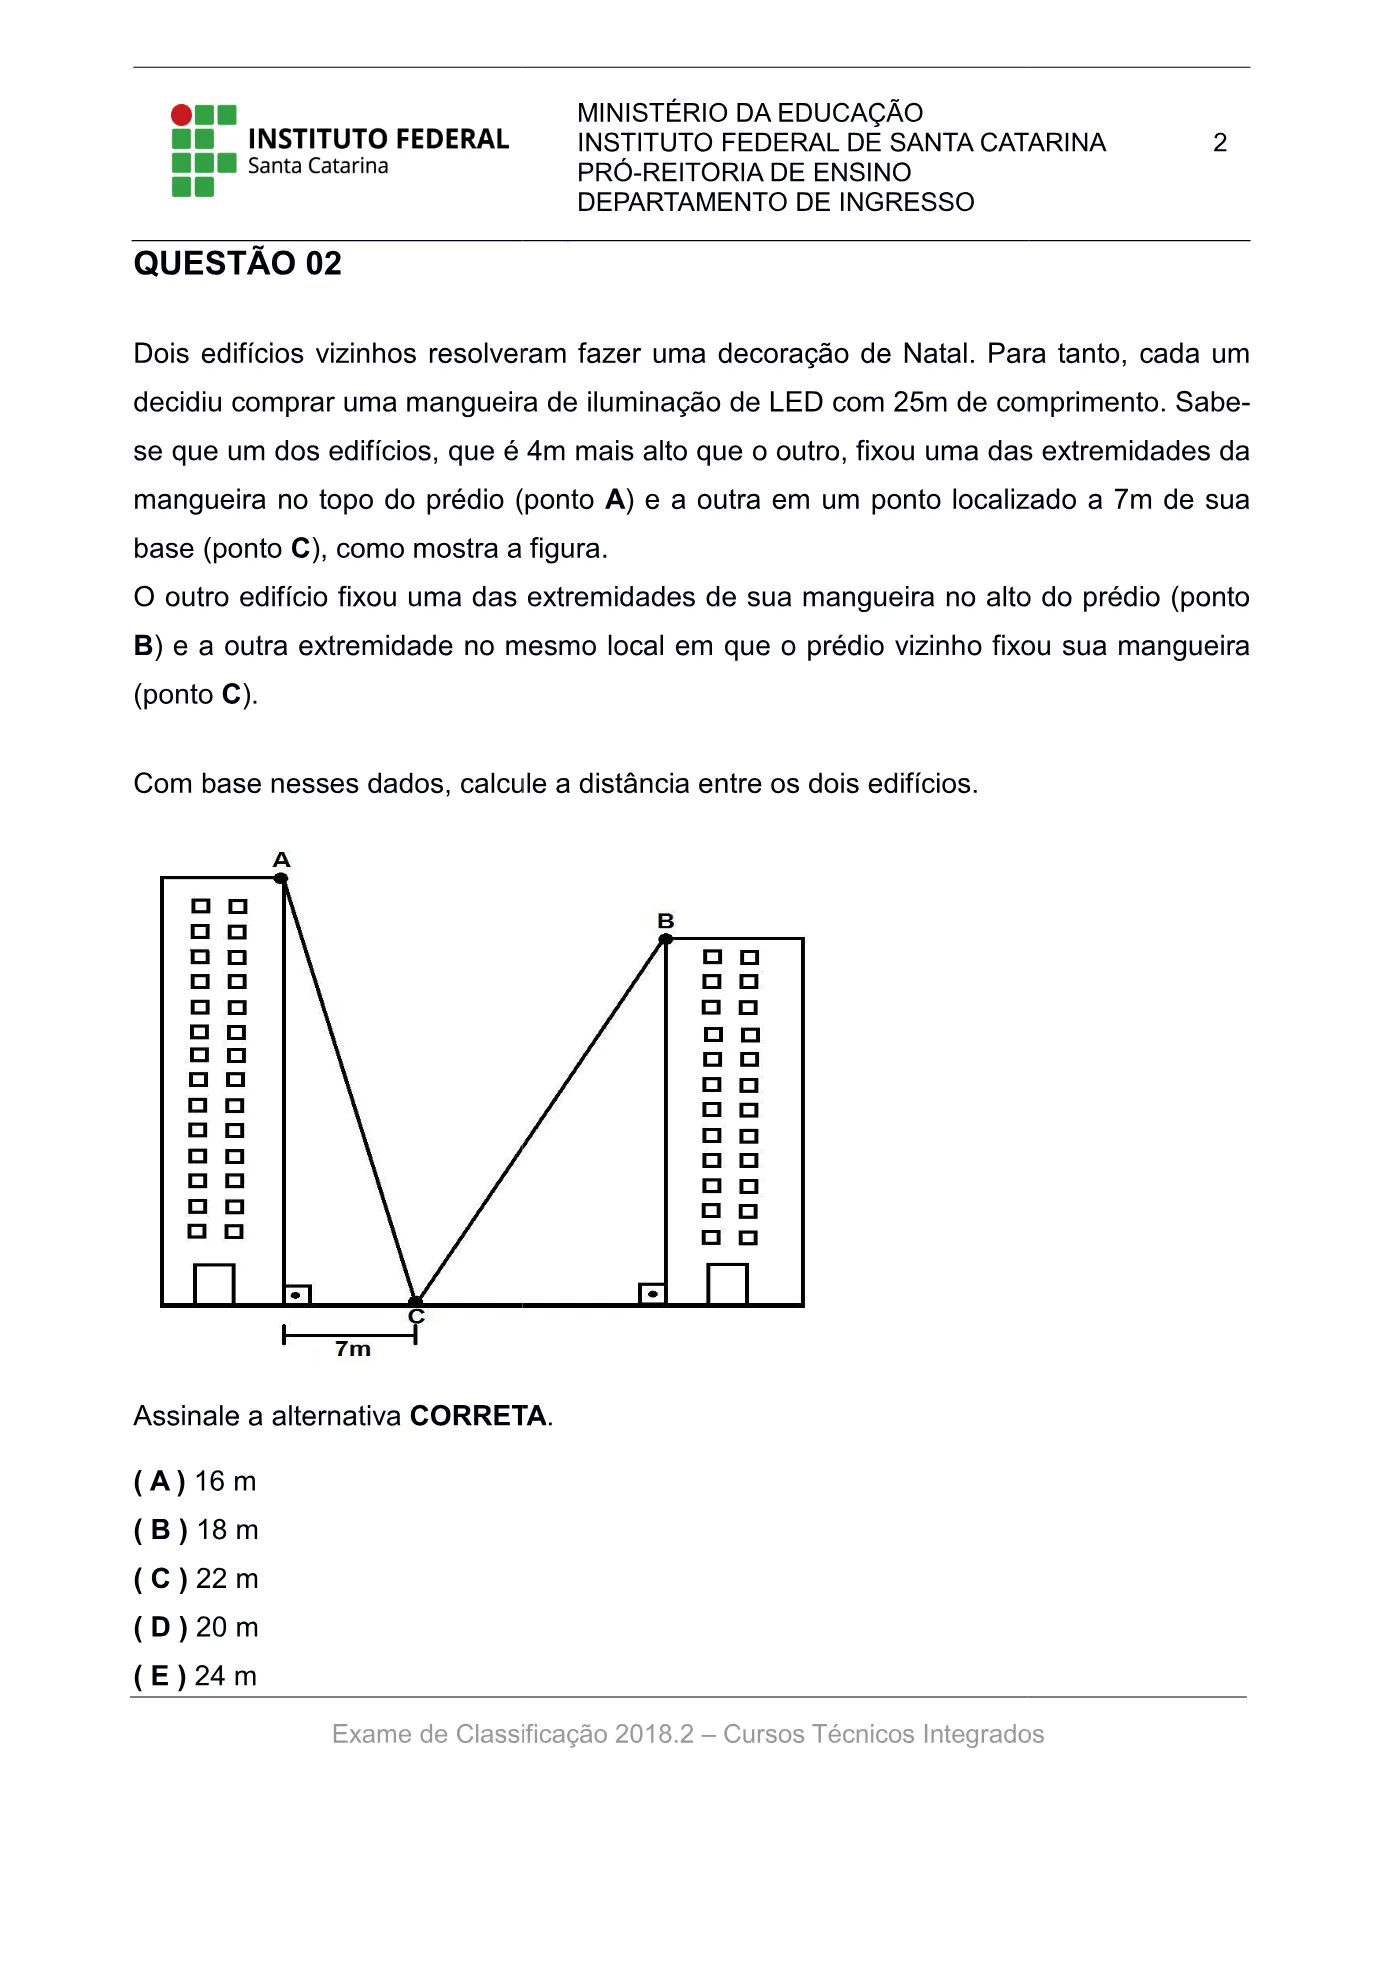 INSTITUTO FEDERAL
Santa Catarina
MINISTÉRIO DA EDUCAÇÃO
INSTITUTO FEDERAL DE SANTA CATARINA
PRÓ-REITORIA DE ENSINO
DEPARTAMENTO DE INGRESSO
2
QUESTÃO 02
Dois edifícios vizinhos resolveram fazer uma decoração de Natal. Para tanto, cada um
decidiu comprar uma mangueira de iluminação de LED com 25m de comprimento. Sabe-
se que um dos edifícios, que é 4m mais alto que o outro, fixou uma das extremidades da
mangueira no topo do prédio (ponto A) e a outra em um ponto localizado a 7m de sua
base (ponto C), como mostra a figura.
O outro edifício fixou uma das extremidades de sua mangueira no alto do prédio (ponto
B) e a outra extremidade no mesmo local em que o prédio vizinho fixou sua mangueira
(ponto C).
Com base nesses dados, calcule a distância entre os dois edifícios.
A
B
C
7m
Assinale a alternativa CORRETA.
( A ) 16 m
( B ) 18 m
( C ) 22 m
( D ) 20 m
( E ) 24 m
Exame de Classificação 2018.2 – Cursos Técnicos Integrados